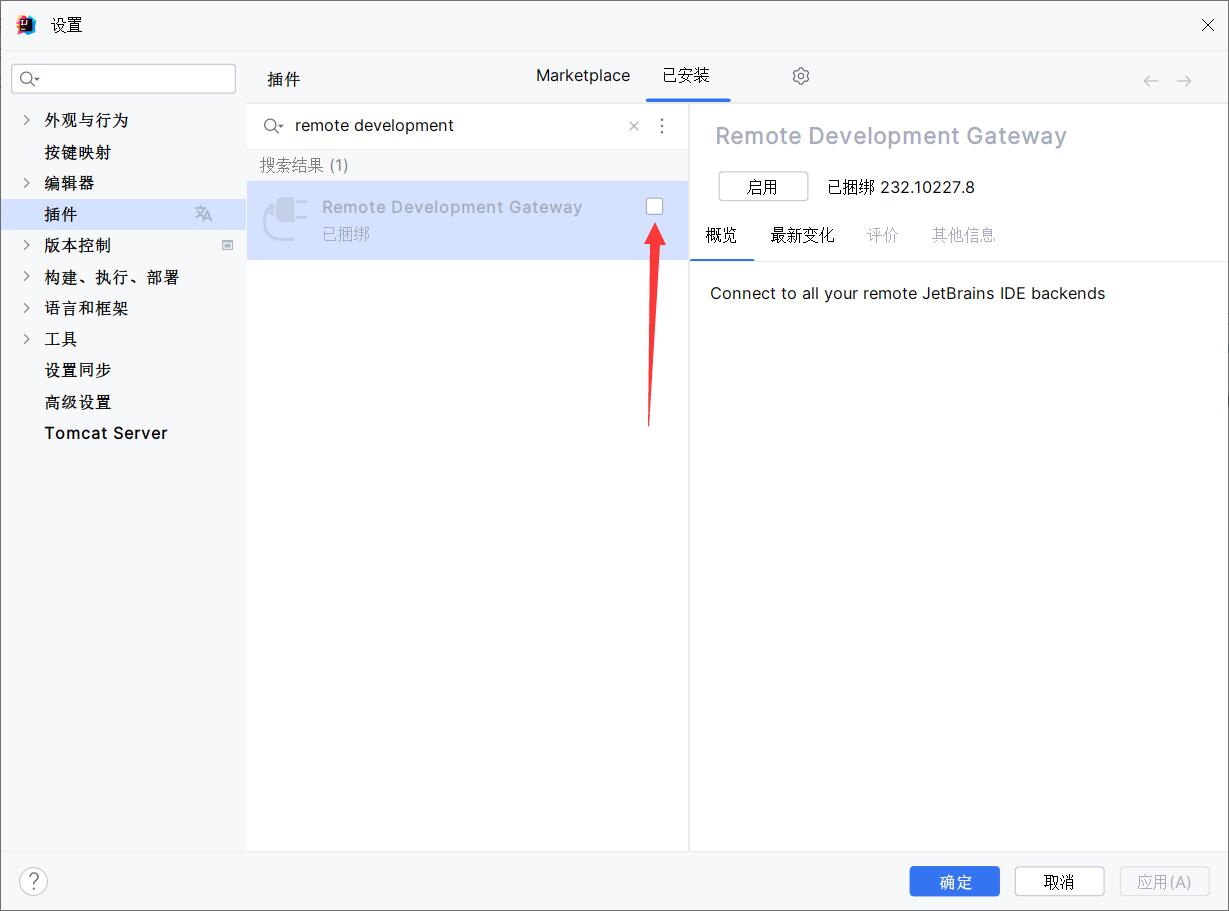 设置
插件
Marketplace
已安装
外观与行为
按键映射
编辑器
插件
版本控制
构建、执行、部署
语言和框架
工具
设置同步
高级设置
Tomcat Server
remote development
搜索结果 (1)
Remote Development Gateway
已捆绑
Remote Development Gateway
启用 已捆绑 232.10227.8
概览 最新变化 评价 其他信息
Connect to all your remote JetBrains IDE backends
?
确定 取消 应用(A)